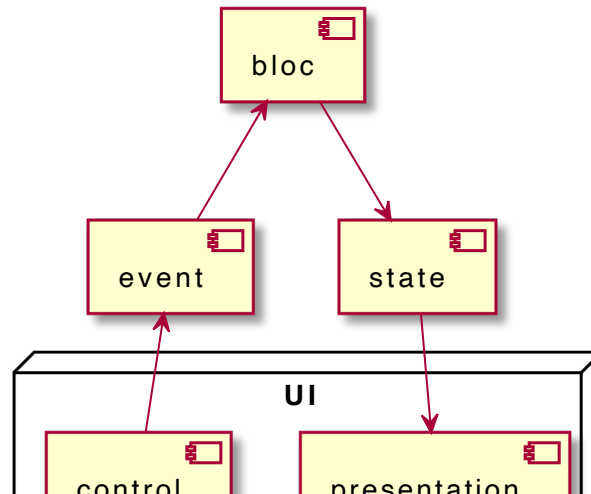 bloc
event
state
UI
control
presentation